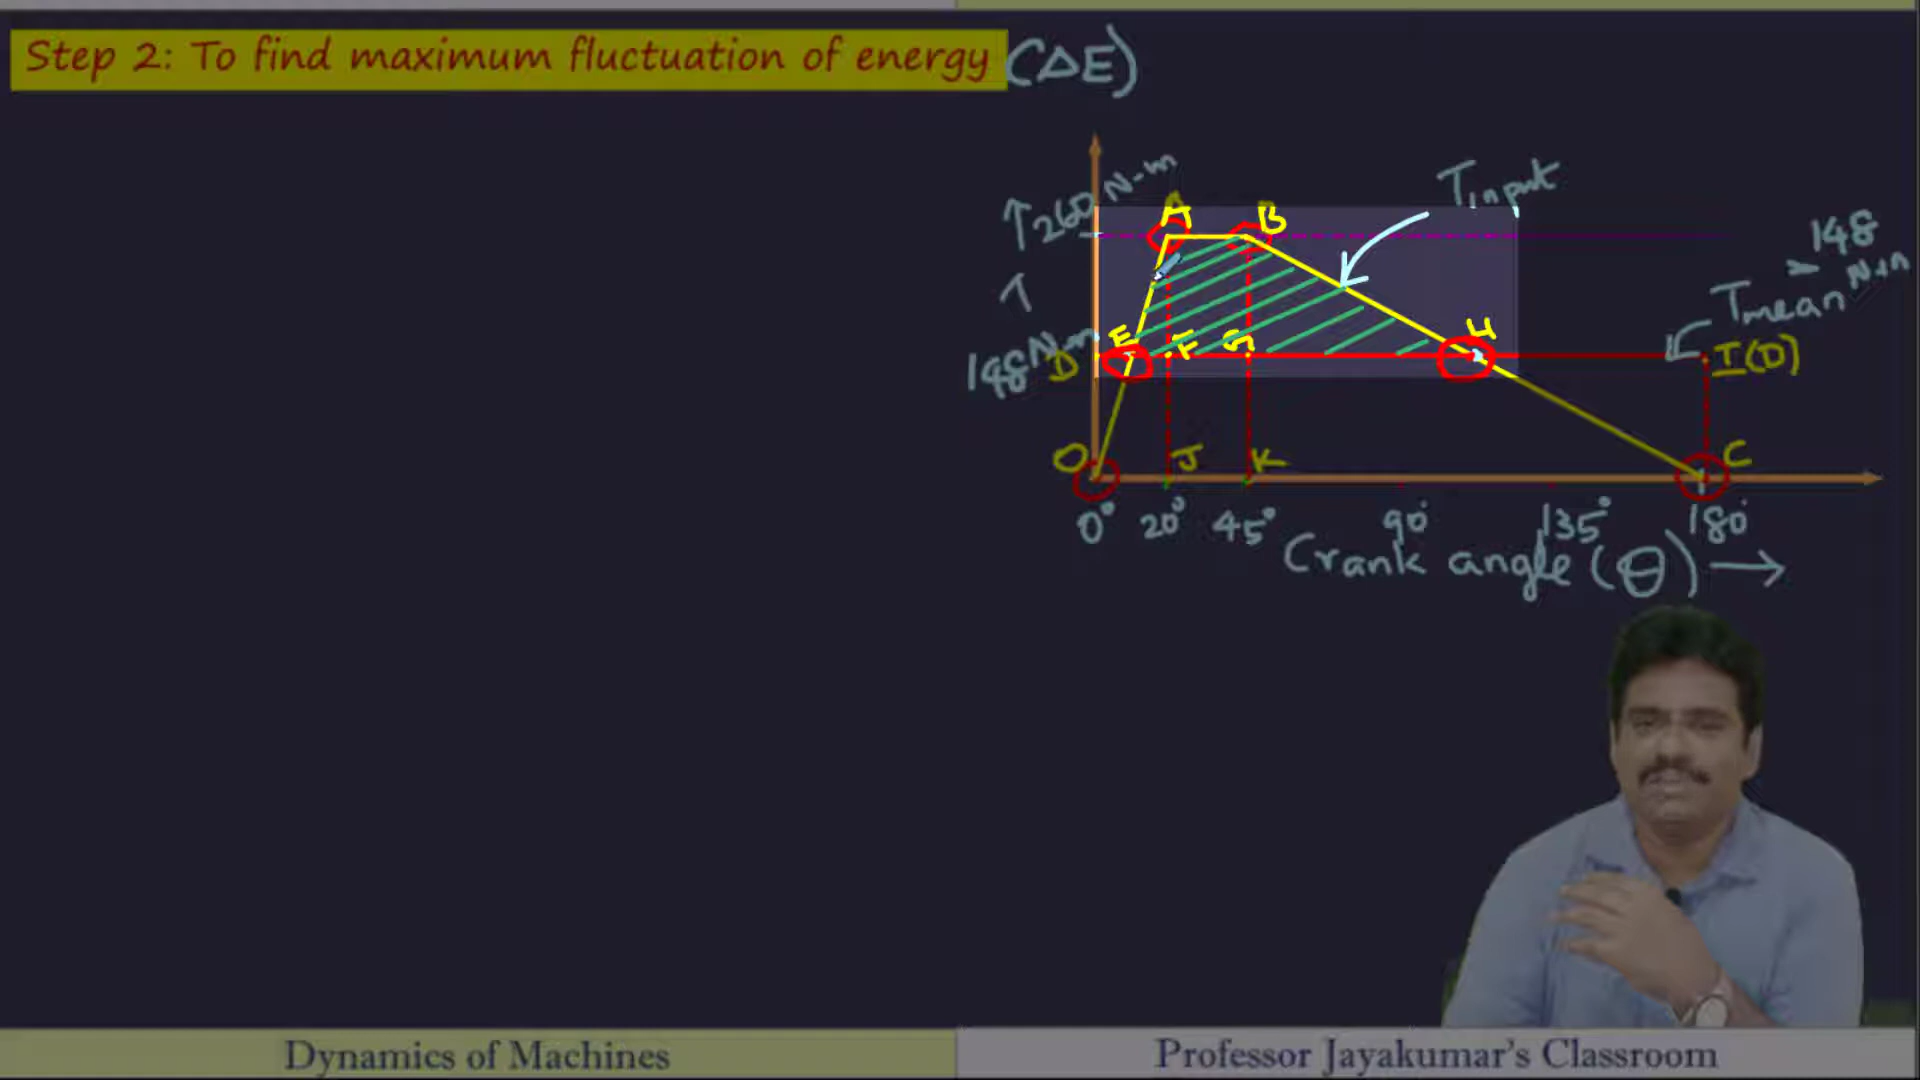 Step 2: To find maximum fluctuation of energy (ΔE)
↑260 N-m
A
B
Tinput
148
N-m
Tmean
↑
148 N-m
D
E
F
G
H
I(D)
O
J
K
C
0° 20° 45° 90° 135° 180°
Crank angle (θ) →
Dynamics of Machines
Professor Jayakumar's Classroom